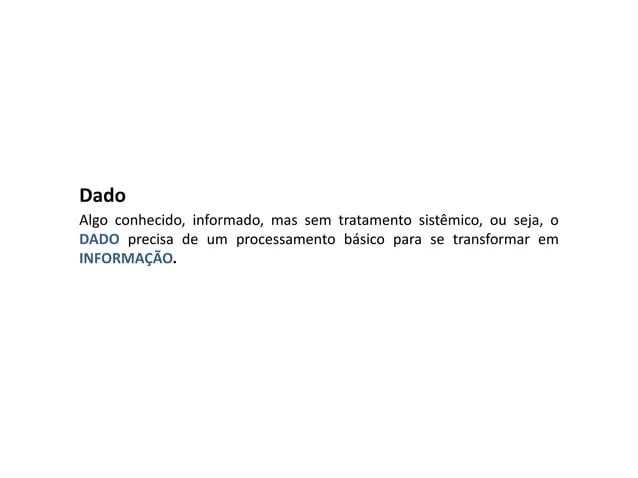 Dado
Algo conhecido, informado, mas sem tratamento sistêmico, ou seja, o
DADO precisa de um processamento básico para se transformar em
INFORMAÇÃO.